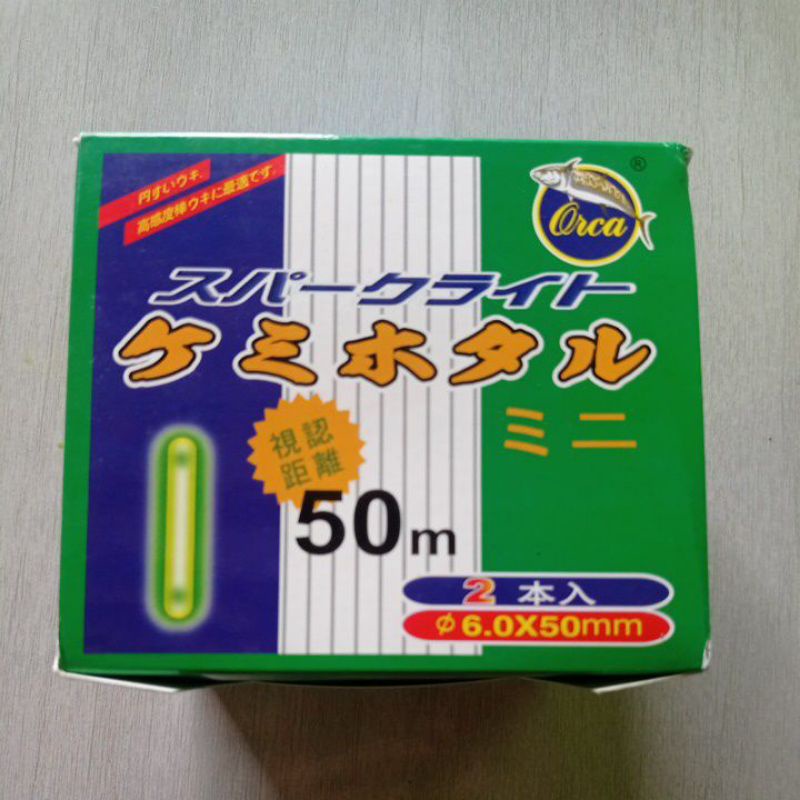 円すいウキ.
高感度棒ウキに最適です.
Orca
®
スパークライト
ケミホタル
ミニ
視認
距離
50m
2本入
φ6.0X50mm